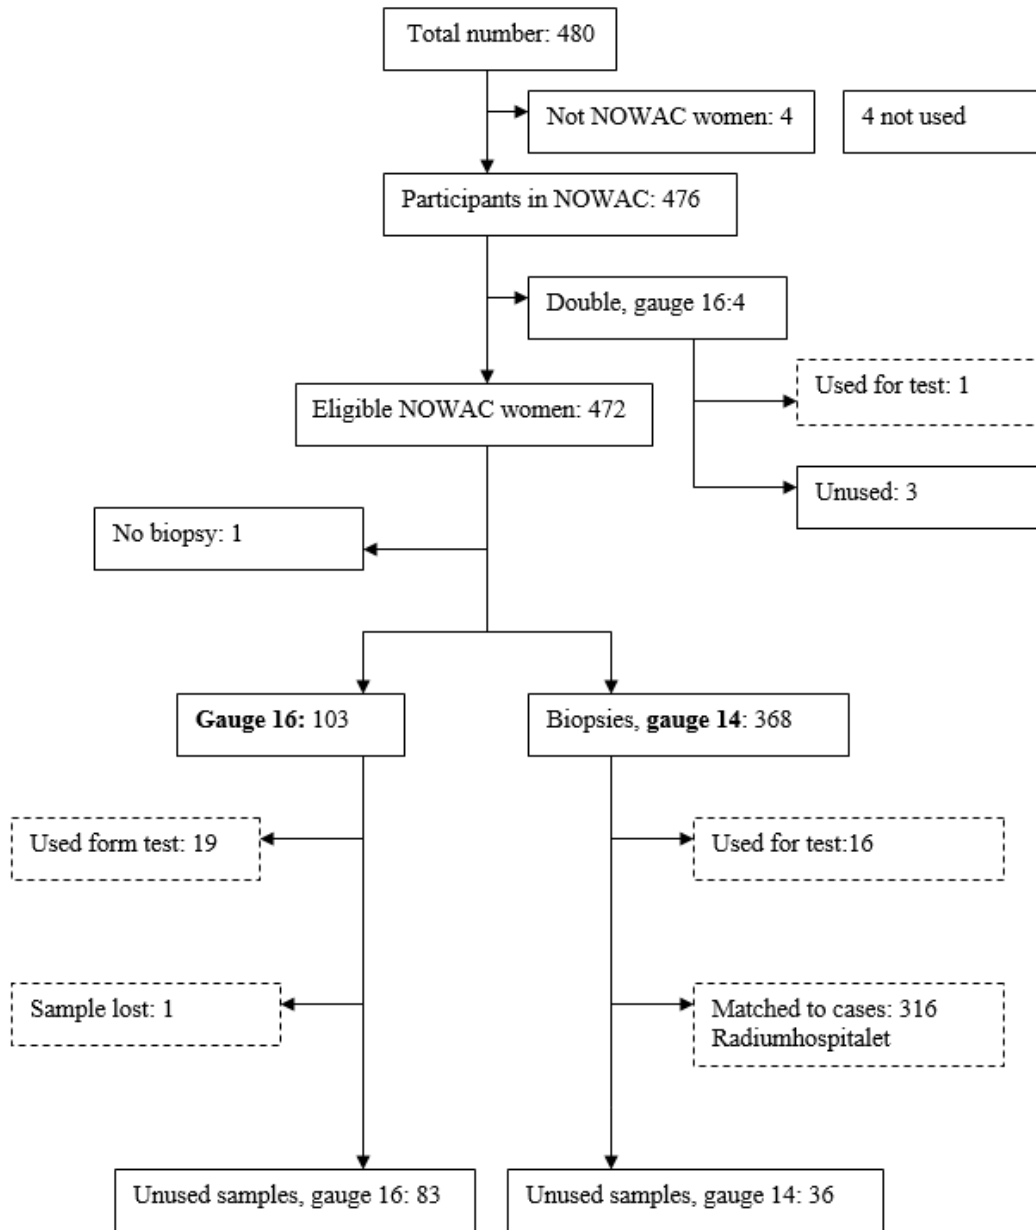 Total number: 480
Not NOWAC women: 4
4 not used
Participants in NOWAC: 476
Double, gauge 16:4
Used for test: 1
Eligible NOWAC women: 472
Unused: 3
No biopsy: 1
Gauge 16: 103
Biopsies, gauge 14: 368
Used form test: 19
Used for test:16
Sample lost: 1
Matched to cases: 316
Radiumhospitalet
Unused samples, gauge 16: 83
Unused samples, gauge 14: 36